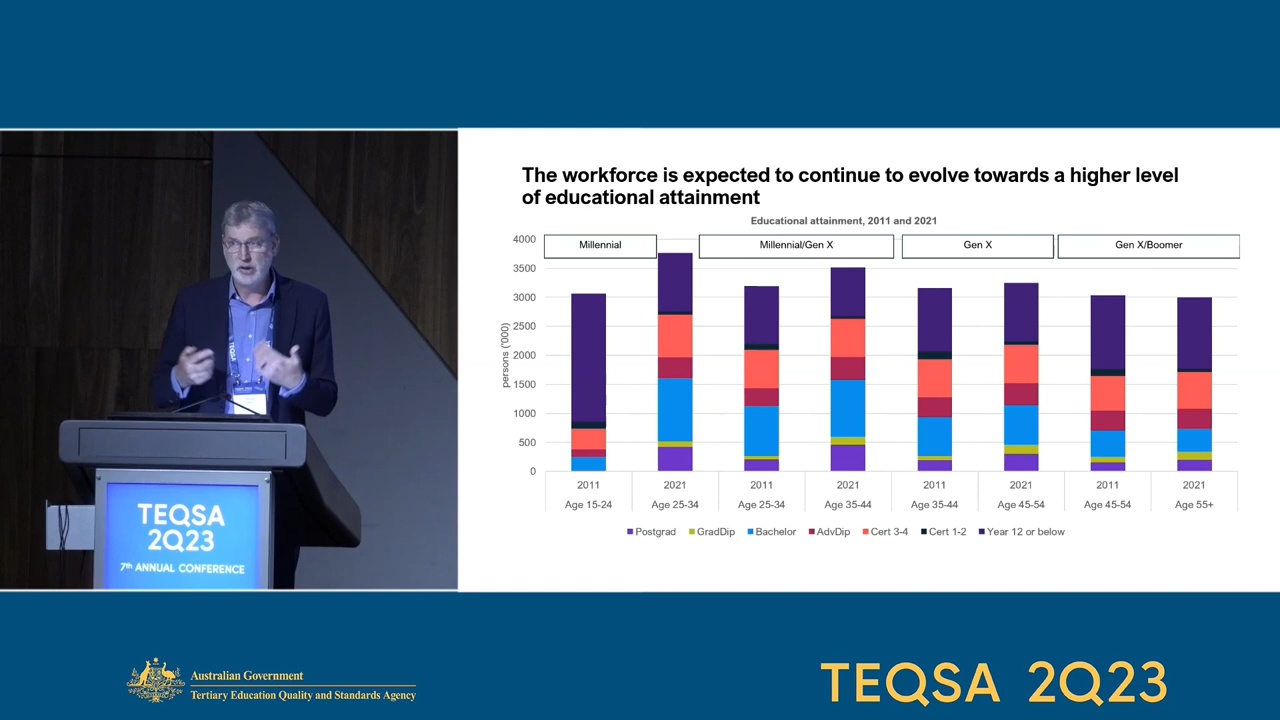 The workforce is expected to continue to evolve towards a higher level
of educational attainment
Educational attainment, 2011 and 2021
Millennial
Millennial/Gen X
Gen X
Gen X/Boomer
persons ('000)
4000
3500
3000
2500
2000
1500
1000
500
0
2011 2021 2011 2021 2011 2021 2011 2021
Age 15-24 Age 25-34 Age 25-34 Age 35-44 Age 35-44 Age 45-54 Age 45-54 Age 55+
Postgrad GradDip Bachelor AdvDip Cert 3-4 Cert 1-2 Year 12 or below
TEQSA
TEQSA
2Q23
7th ANNUAL CONFERENCE
Australian Government
Tertiary Education Quality and Standards Agency
TEQSA 2Q23